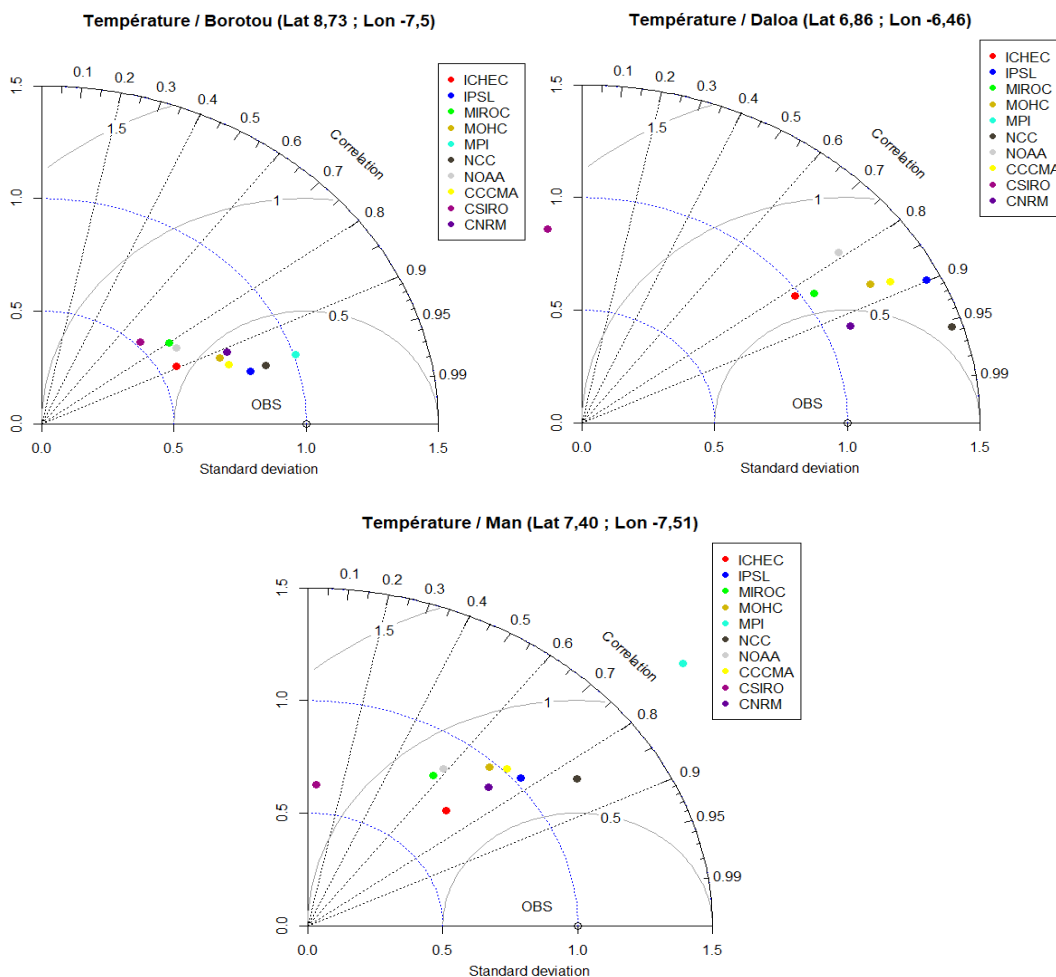 Température / Borotou (Lat 8,73 ; Lon -7,5)
ICHEC
IPSL
MIROC
MOHC
MPI
NCC
NOAA
CCCMA
CSIRO
CNRM
0.1
0.2
0.3
0.4
0.5
0.6
0.7
0.8
0.9
0.95
0.99
Correlation
1.5
1
0.5
1.5
1.0
0.5
0.0
OBS
0.0 0.5 1.0 1.5
Standard deviation
Température / Daloa (Lat 6,86 ; Lon -6,46)
ICHEC
IPSL
MIROC
MOHC
MPI
NCC
NOAA
CCCMA
CSIRO
CNRM
0.1
0.2
0.3
0.4
0.5
0.6
0.7
0.8
0.9
0.95
0.99
Correlation
1.5
1
0.5
1.5
1.0
0.5
0.0
OBS
0.0 0.5 1.0 1.5
Standard deviation
Température / Man (Lat 7,40 ; Lon -7,51)
ICHEC
IPSL
MIROC
MOHC
MPI
NCC
NOAA
CCCMA
CSIRO
CNRM
0.1
0.2
0.3
0.4
0.5
0.6
0.7
0.8
0.9
0.95
0.99
Correlation
1.5
1
0.5
1.5
1.0
0.5
0.0
OBS
0.0 0.5 1.0 1.5
Standard deviation